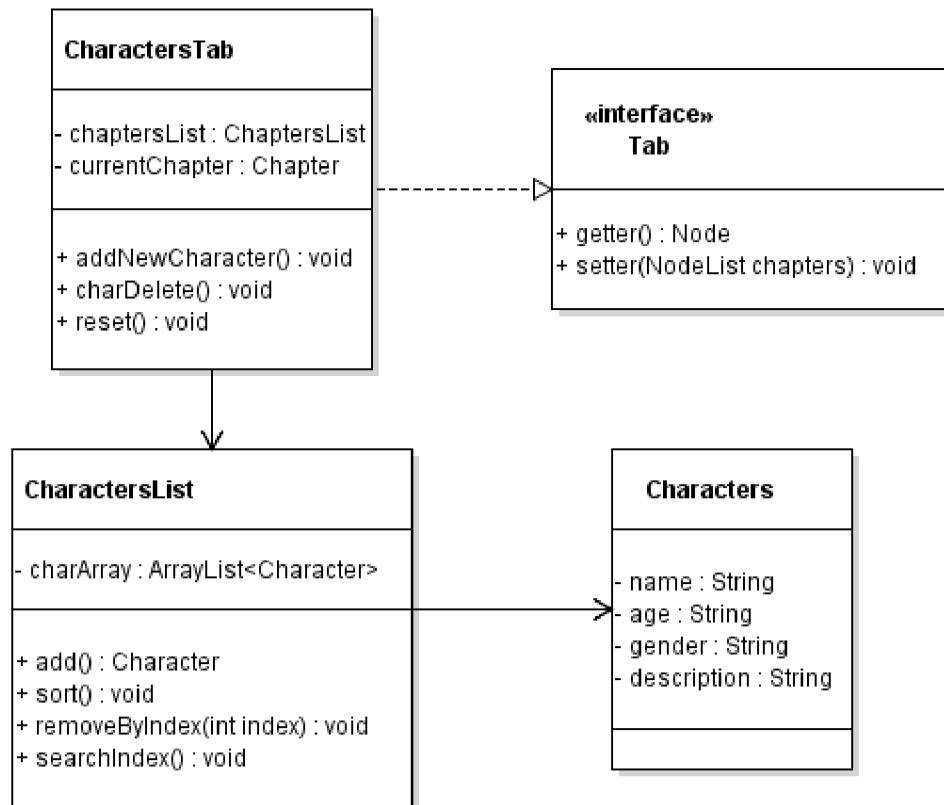 CharactersTab
- chaptersList : ChaptersList
- currentChapter : Chapter
+ addNewCharacter() : void
+ charDelete() : void
+ reset() : void
«interface»
Tab
+ getter() : Node
+ setter(NodeList chapters) : void
CharactersList
- charArray : ArrayList<Character>
+ add() : Character
+ sort() : void
+ removeByIndex(int index) : void
+ searchIndex() : void
Characters
- name : String
- age : String
- gender : String
- description : String